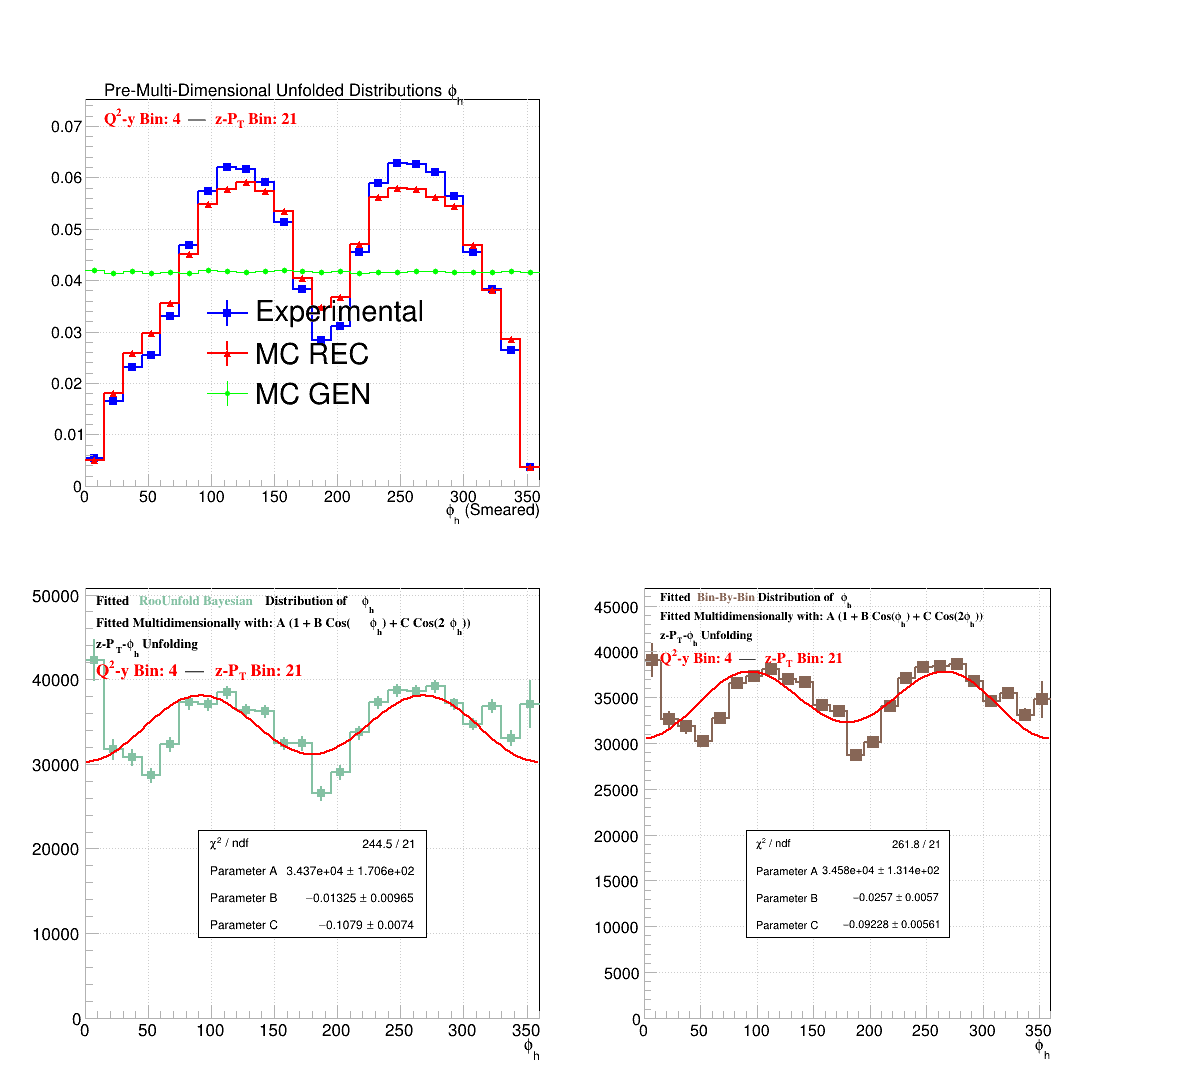 Pre-Multi-Dimensional Unfolded Distributions ϕh
Q2-y Bin: 4 — z-PT Bin: 21
0.07
0.06
0.05
0.04
0.03
0.02
0.01
0
Experimental
MC REC
MC GEN
0 50 100 150 200 250 300 350
ϕh (Smeared)
Fitted RooUnfold Bayesian Distribution of ϕh
Fitted Multidimensionally with: A (1 + B Cos( ϕh) + C Cos(2 ϕh))
z-PT-ϕh Unfolding
Q2-y Bin: 4 — z-PT Bin: 21
50000
40000
30000
20000
10000
0
χ2 / ndf 244.5 / 21
Parameter A 3.437e+04 ± 1.706e+02
Parameter B −0.01325 ± 0.00965
Parameter C −0.1079 ± 0.0074
0 50 100 150 200 250 300 350
ϕh
Fitted Bin-By-Bin Distribution of ϕh
Fitted Multidimensionally with: A (1 + B Cos(ϕh) + C Cos(2ϕh))
z-PT-ϕh Unfolding
Q2-y Bin: 4 — z-PT Bin: 21
45000
40000
35000
30000
25000
20000
15000
10000
5000
0
χ2 / ndf 261.8 / 21
Parameter A 3.458e+04 ± 1.314e+02
Parameter B −0.0257 ± 0.0057
Parameter C −0.09228 ± 0.00561
0 50 100 150 200 250 300 350
ϕh